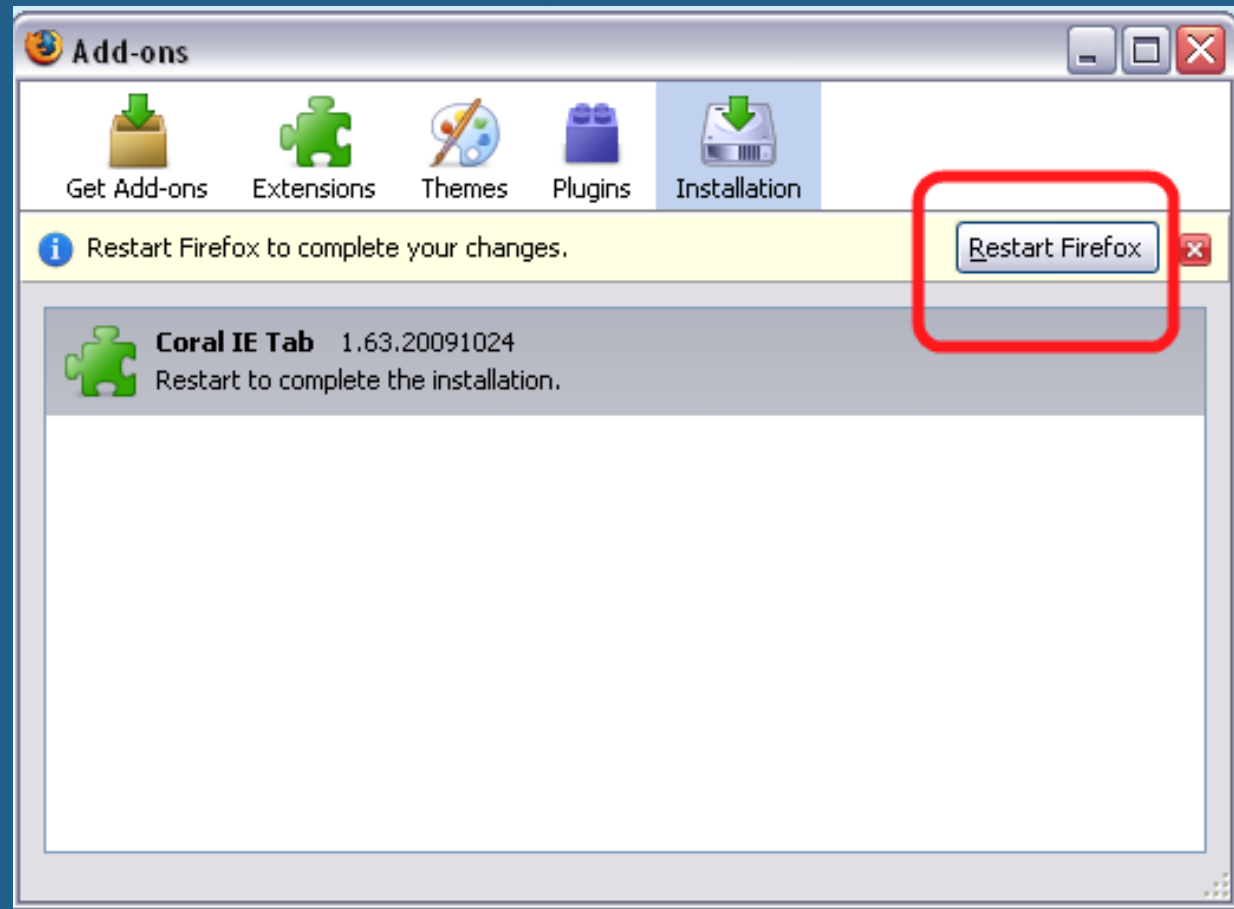 Add-ons
Get Add-ons Extensions Themes Plugins Installation
Restart Firefox to complete your changes. Restart Firefox
Coral IE Tab 1.63.20091024
Restart to complete the installation.